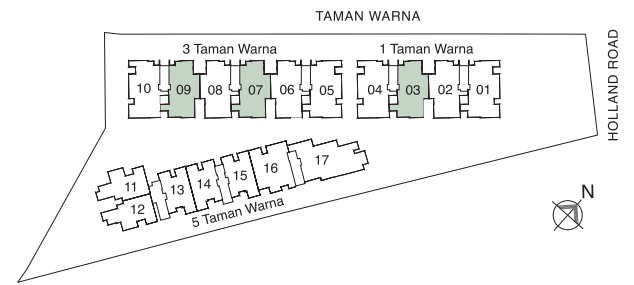 TAMAN WARNA
HOLLAND ROAD
3 Taman Warna
1 Taman Warna
10
09
08
07
06
05
04
03
02
01
11
12
13
14
15
16
17
5 Taman Warna
N